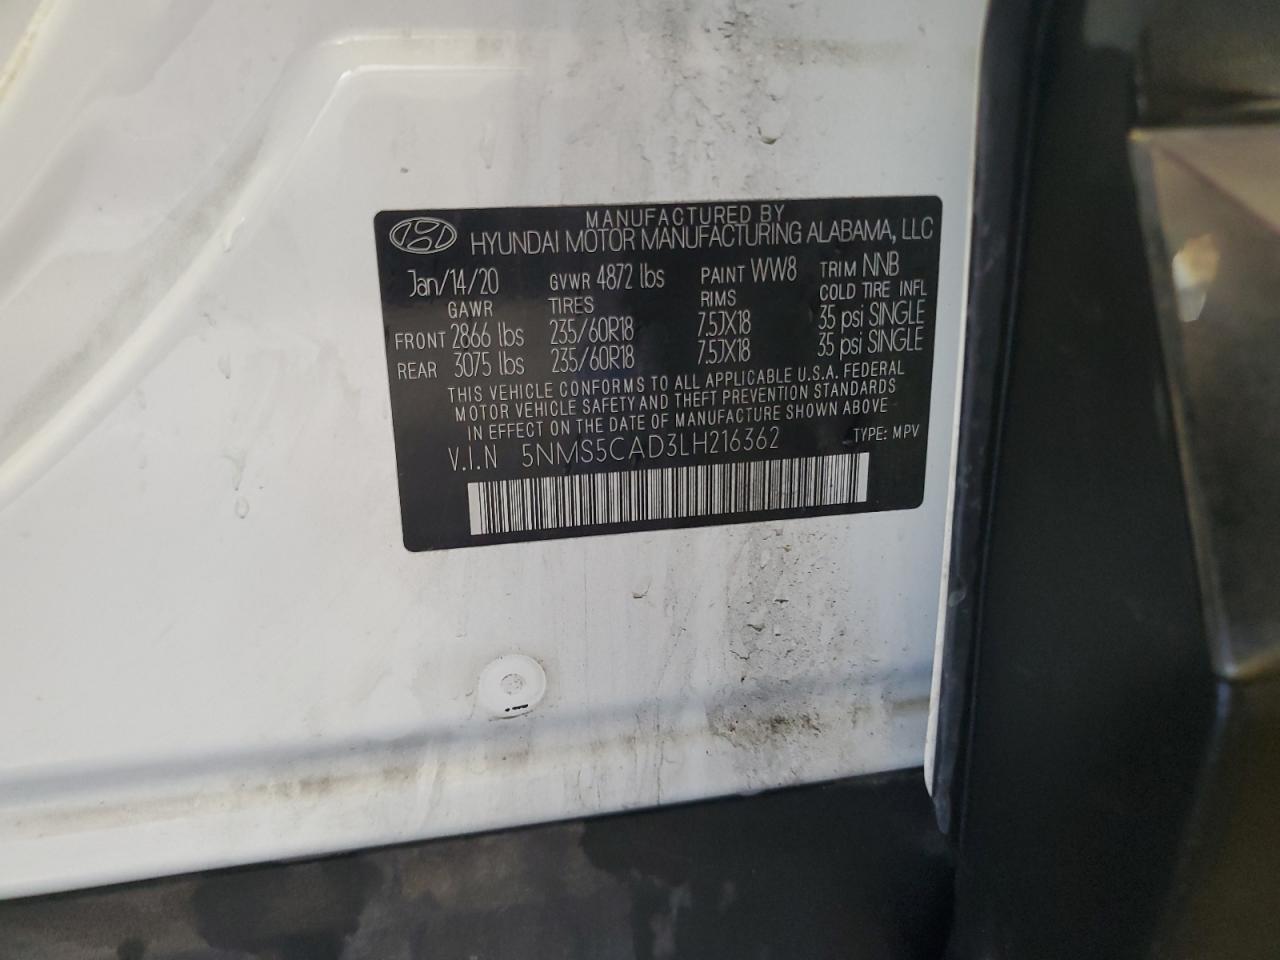 MANUFACTURED BY
HYUNDAI MOTOR MANUFACTURING ALABAMA, LLC
Jan/14/20 GVWR 4872 lbs PAINT WW8 TRIM NNB
GAWR TIRES RIMS COLD TIRE INFL
FRONT 2866 lbs 235/60R18 7.5JX18 35 psi SINGLE
REAR 3075 lbs 235/60R18 7.5JX18 35 psi SINGLE
THIS VEHICLE CONFORMS TO ALL APPLICABLE U.S.A. FEDERAL
MOTOR VEHICLE SAFETY AND THEFT PREVENTION STANDARDS
IN EFFECT ON THE DATE OF MANUFACTURE SHOWN ABOVE
V.I.N 5NMS5CAD3LH216362 TYPE: MPV